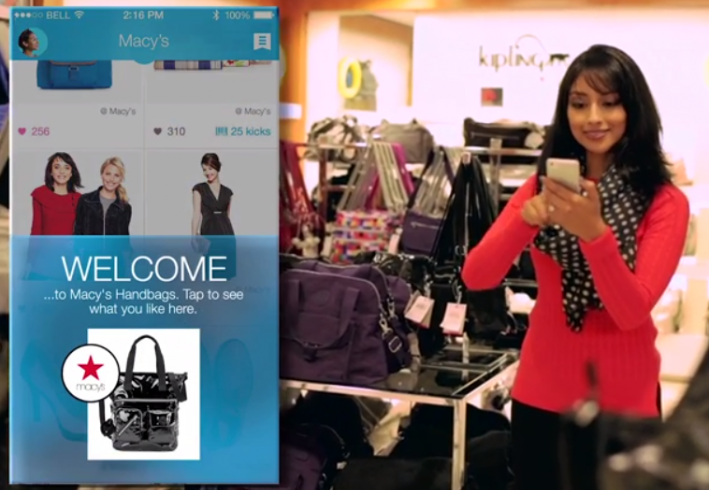 BELL 2:16 PM 100%
Macy's
@ Macy's @ Macy's
256 310 25 kicks
WELCOME
...to Macy's Handbags. Tap to see
what you like here.
macy's
kipling